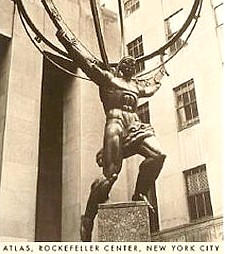 ATLAS, ROCKEFELLER CENTER, NEW YORK CITY